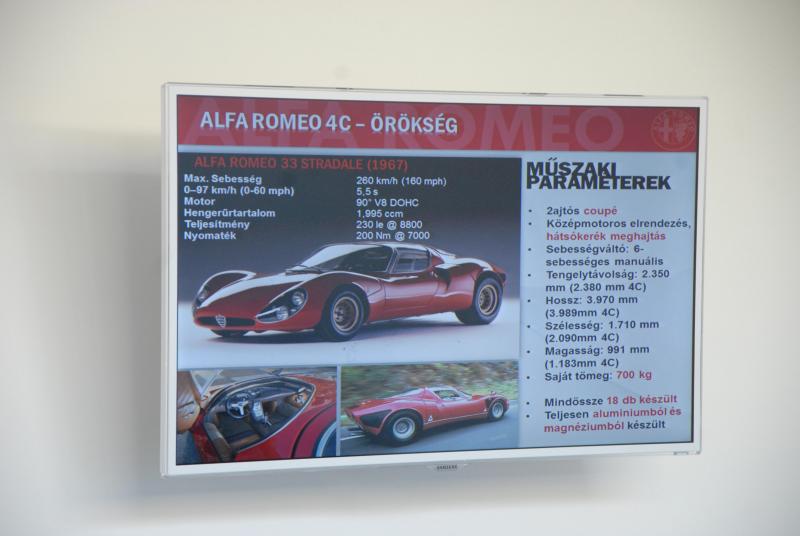 ALFA ROMEO
ALFA ROMEO 4C – ÖRÖKSÉG
ALFA ROMEO 33 STRADALE (1967)
Max. Sebesség 260 km/h (160 mph)
0–97 km/h (0-60 mph) 5,5 s
Motor 90° V8 DOHC
Hengerűrtartalom 1,995 ccm
Teljesítmény 230 le @ 8800
Nyomaték 200 Nm @ 7000
MŰSZAKI
PARAMÉTEREK
• 2ajtós coupé
• Középmotoros elrendezés,
hátsókerék meghajtás
• Sebességváltó: 6-
sebességes manuális
• Tengelytávolság: 2.350
mm (2.380 mm 4C)
• Hossz: 3.970 mm
(3.989mm 4C)
• Szélesség: 1.710 mm
(2.090mm 4C)
• Magasság: 991 mm
(1.183mm 4C)
• Saját tömeg: 700 kg
• Mindössze 18 db készült
• Teljesen aluminiumból és
magnéziumból készült
SAMSUNG